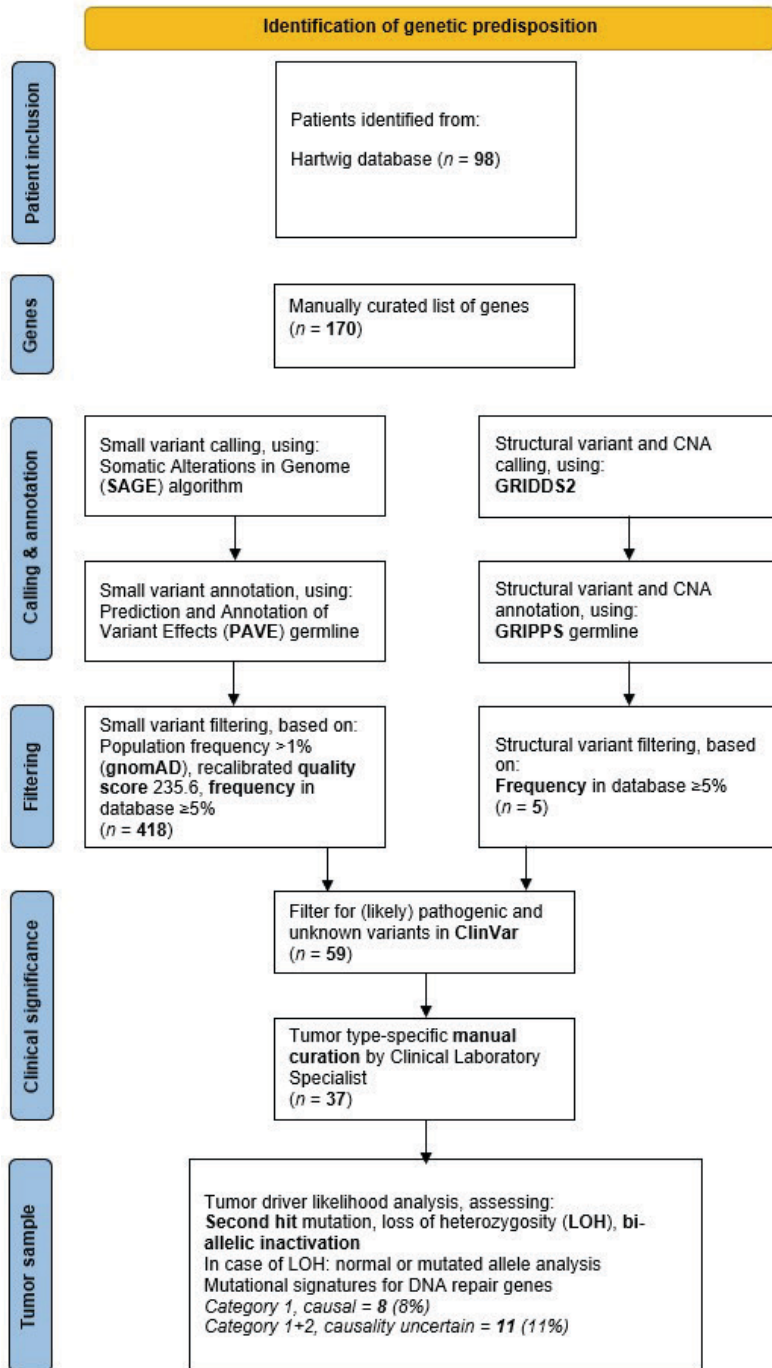 Identification of genetic predisposition
Patient inclusion
Patients identified from:
Hartwig database (n = 98)
Genes
Manually curated list of genes
(n = 170)
Calling & annotation
Small variant calling, using:
Somatic Alterations in Genome
(SAGE) algorithm
Structural variant and CNA
calling, using:
GRIDDS2
Small variant annotation, using:
Prediction and Annotation of
Variant Effects (PAVE) germline
Structural variant and CNA
annotation, using:
GRIPPS germline
Filtering
Small variant filtering, based on:
Population frequency >1%
(gnomAD), recalibrated quality
score 235.6, frequency in
database ≥5%
(n = 418)
Structural variant filtering, based
on:
Frequency in database ≥5%
(n = 5)
Clinical significance
Filter for (likely) pathogenic and
unknown variants in ClinVar
(n = 59)
Tumor type-specific manual
curation by Clinical Laboratory
Specialist
(n = 37)
Tumor sample
Tumor driver likelihood analysis, assessing:
Second hit mutation, loss of heterozygosity (LOH), bi-
allelic inactivation
In case of LOH: normal or mutated allele analysis
Mutational signatures for DNA repair genes
Category 1, causal = 8 (8%)
Category 1+2, causality uncertain = 11 (11%)